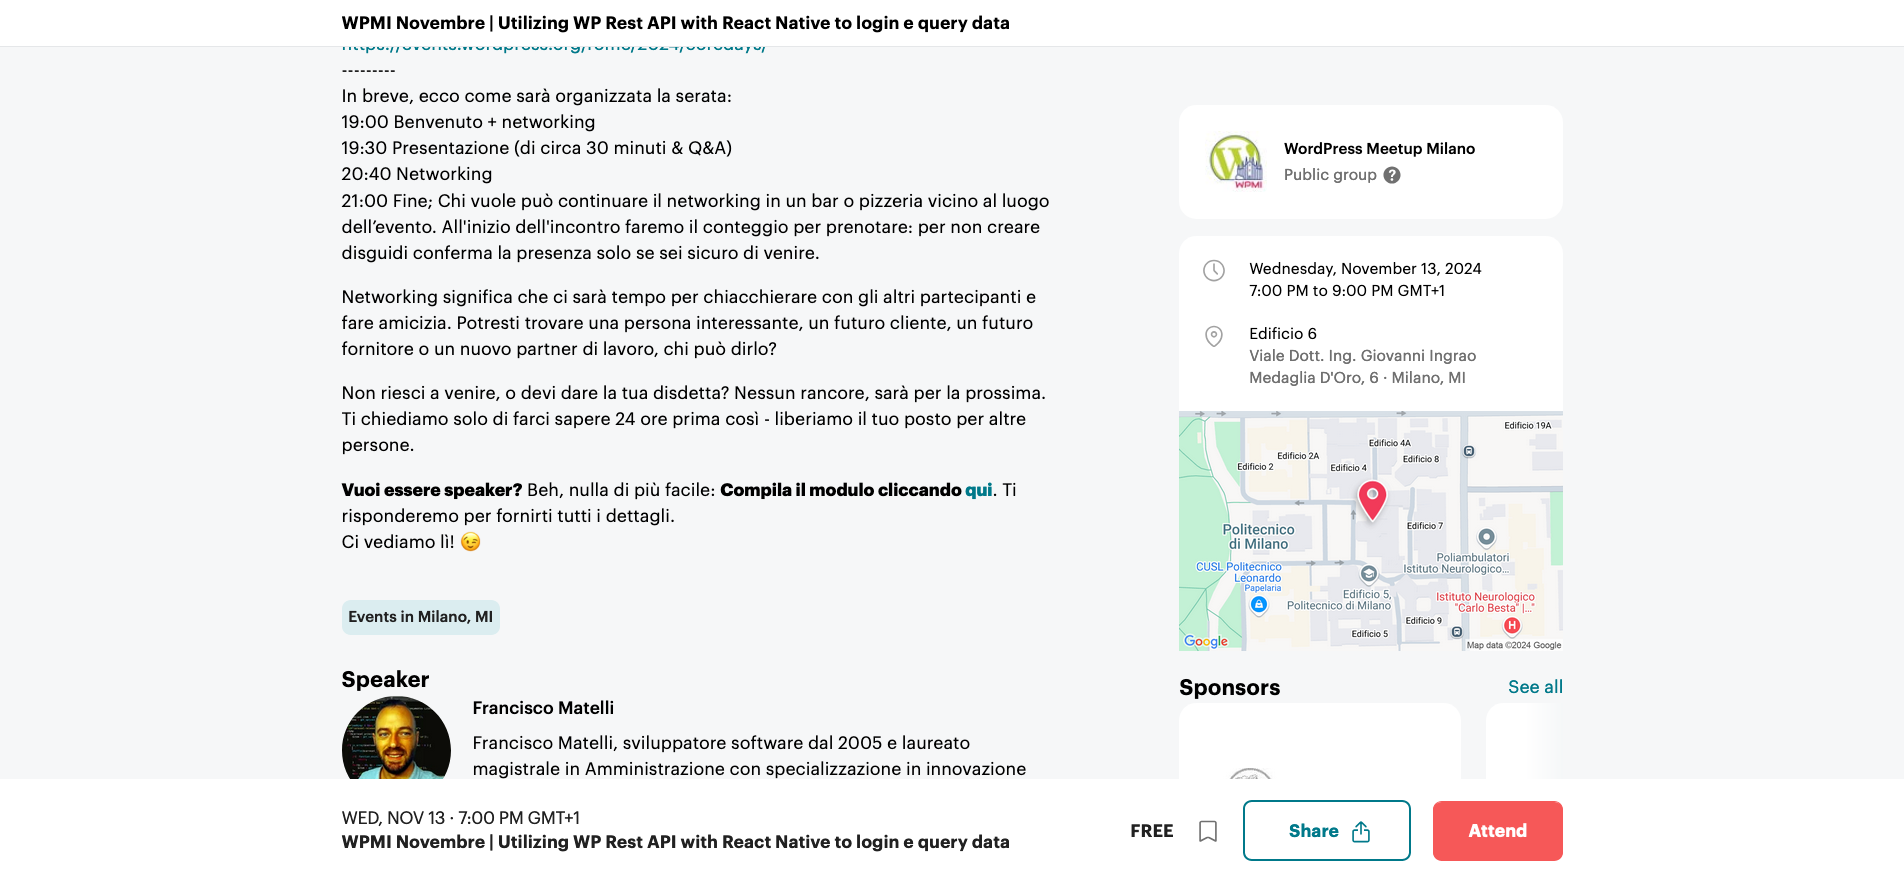 WPMI Novembre | Utilizing WP Rest API with React Native to login e query data
https://events.wordpress.org/rome/2024/coredays/
---------
In breve, ecco come sarà organizzata la serata:
19:00 Benvenuto + networking
19:30 Presentazione (di circa 30 minuti & Q&A)
20:40 Networking
21:00 Fine; Chi vuole può continuare il networking in un bar o pizzeria vicino al luogo
dell’evento. All'inizio dell'incontro faremo il conteggio per prenotare: per non creare
disguidi conferma la presenza solo se sei sicuro di venire.
Networking significa che ci sarà tempo per chiacchierare con gli altri partecipanti e
fare amicizia. Potresti trovare una persona interessante, un futuro cliente, un futuro
fornitore o un nuovo partner di lavoro, chi può dirlo?
Non riesci a venire, o devi dare la tua disdetta? Nessun rancore, sarà per la prossima.
Ti chiediamo solo di farci sapere 24 ore prima così - liberiamo il tuo posto per altre
persone.
Vuoi essere speaker? Beh, nulla di più facile: Compila il modulo cliccando qui. Ti
risponderemo per fornirti tutti i dettagli.
Ci vediamo lì! 😉
Events in Milano, MI
Speaker
Francisco Matelli
Francisco Matelli, sviluppatore software dal 2005 e laureato
magistrale in Amministrazione con specializzazione in innovazione
WPMI
WordPress Meetup Milano
Public group
Wednesday, November 13, 2024
7:00 PM to 9:00 PM GMT+1
Edificio 6
Viale Dott. Ing. Giovanni Ingrao
Medaglia D'Oro, 6 · Milano, MI
Edificio 19A
Edificio 4A
Edificio 2A
Edificio 8
Edificio 2
Edificio 4
Edificio 7
Politecnico
di Milano
Poliambulatori
Istituto Neurologico...
CUSL Politecnico
Leonardo
Papelaria
Edificio 5,
Politecnico di Milano
Istituto Neurologico
"Carlo Besta" |..."
H
Edificio 9
Edificio 5
Google
Map data ©2024 Google
Sponsors
See all
WED, NOV 13 · 7:00 PM GMT+1
WPMI Novembre | Utilizing WP Rest API with React Native to login e query data
FREE
Share
Attend